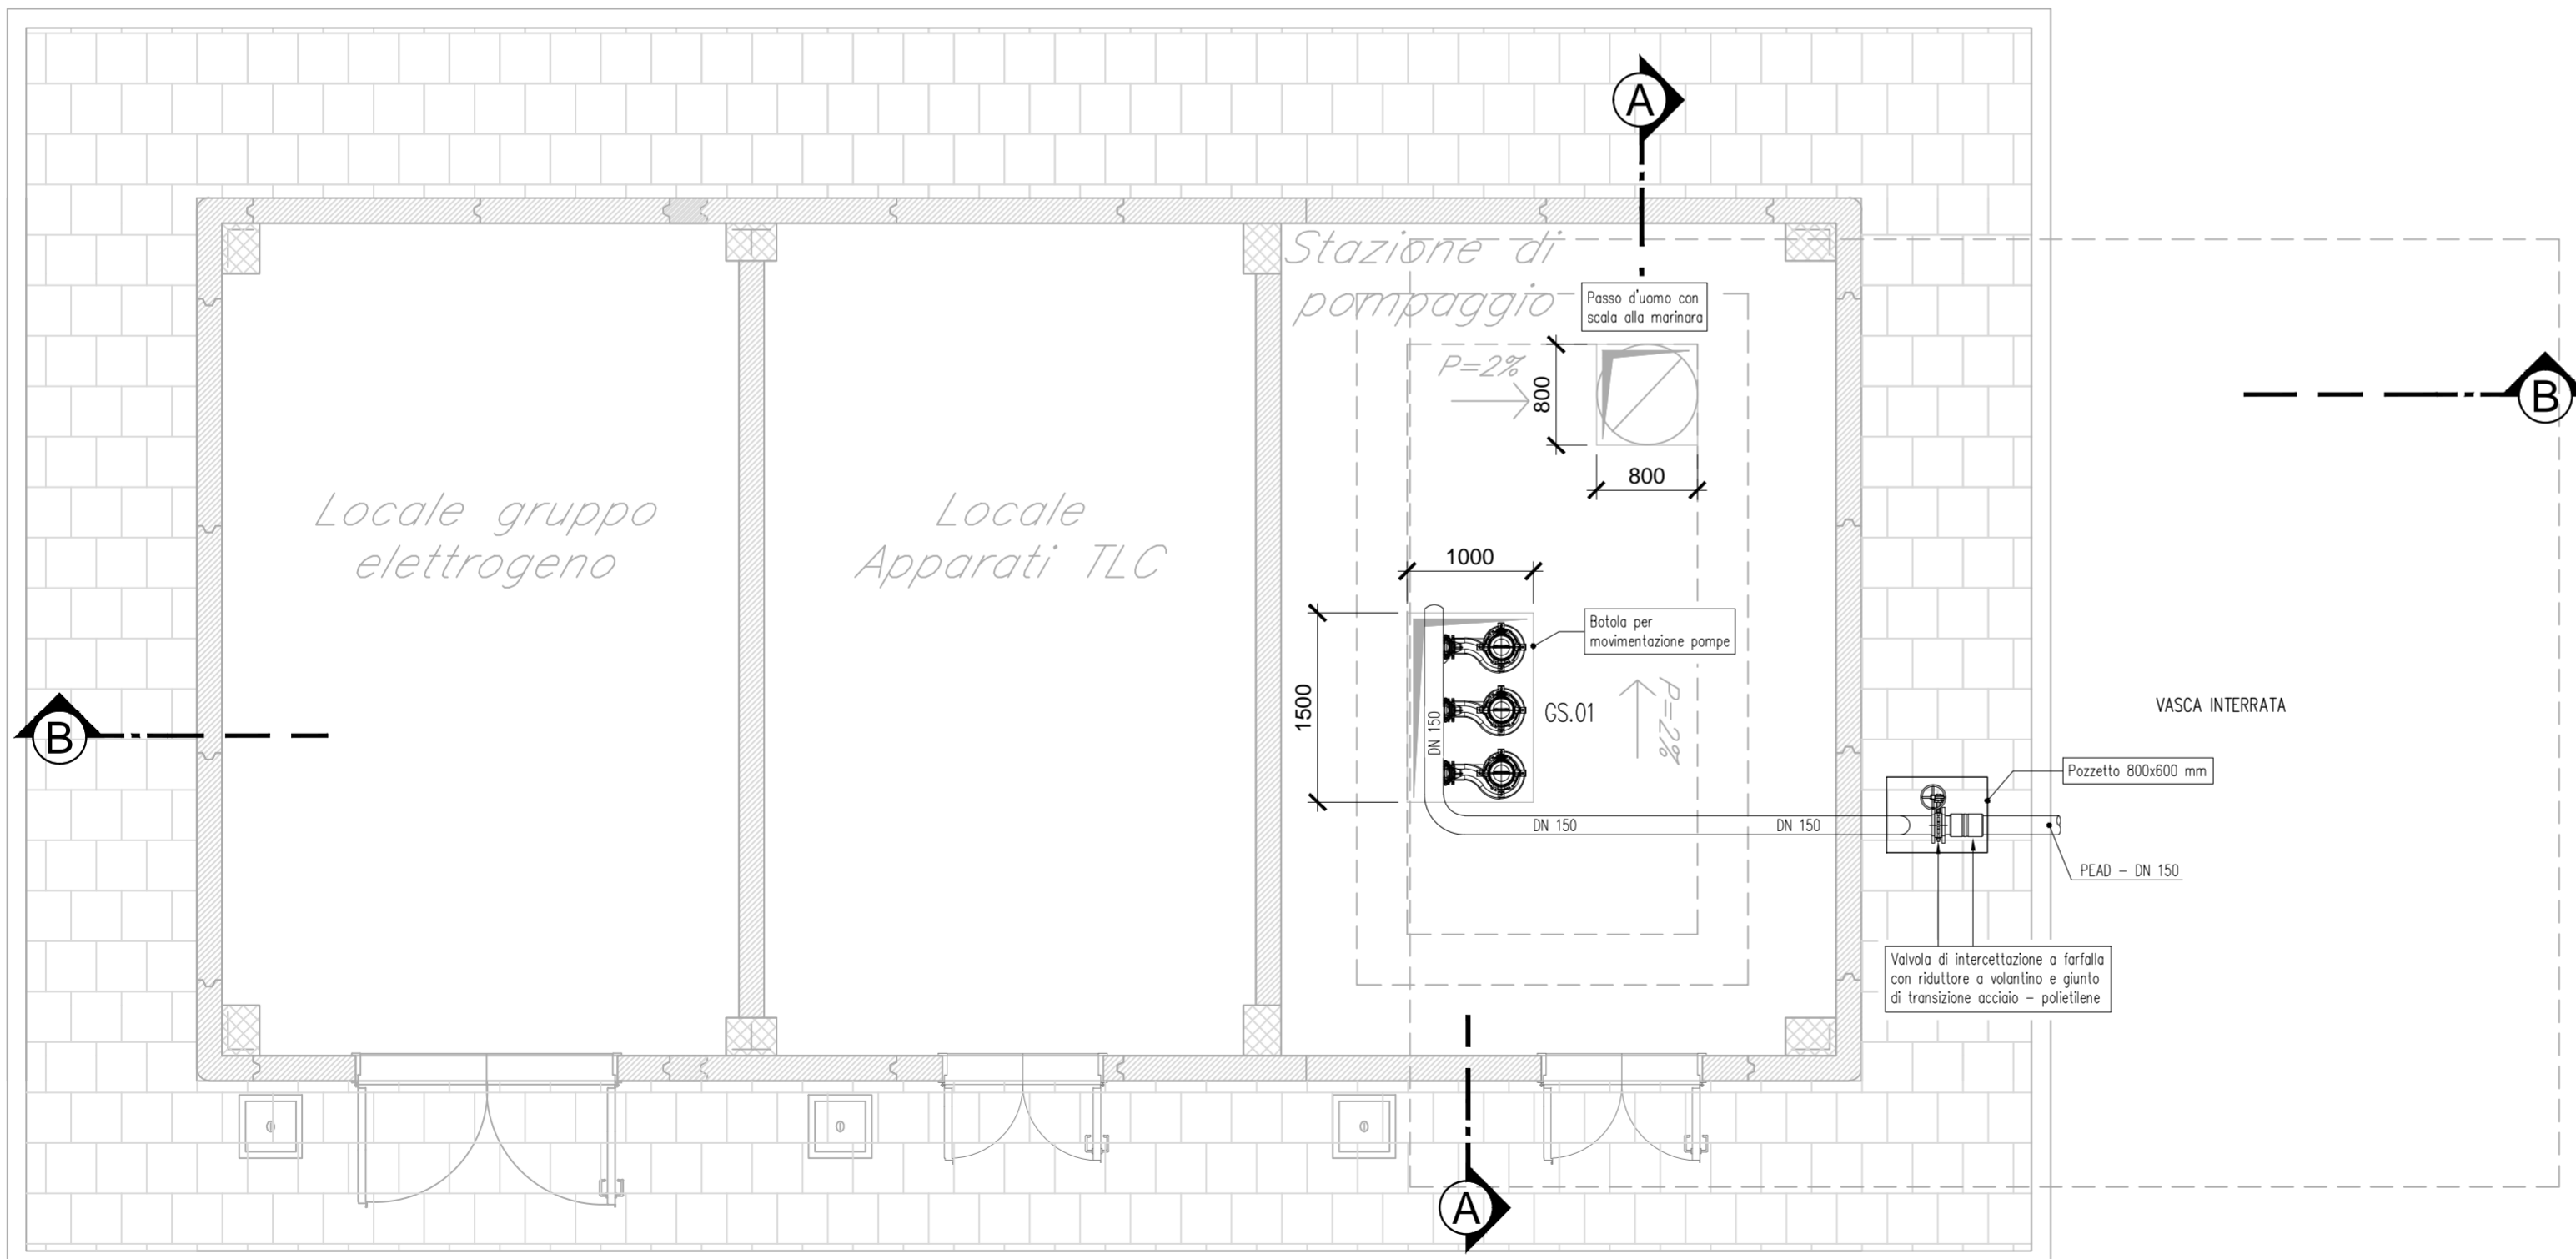 A
Stazione di
pompaggio
Passo d'uomo con
scala alla marinara
P=2%
800
800
B
Locale gruppo
elettrogeno
Locale
Apparati TLC
1000
Botola per
movimentazione pompe
1500
DN 150
GS.01
P=2%
VASCA INTERRATA
B
Pozzetto 800x600 mm
DN 150
DN 150
PEAD - DN 150
Valvola di intercettazione a farfalla
con riduttore a volantino e giunto
di transizione acciaio - polietilene
A